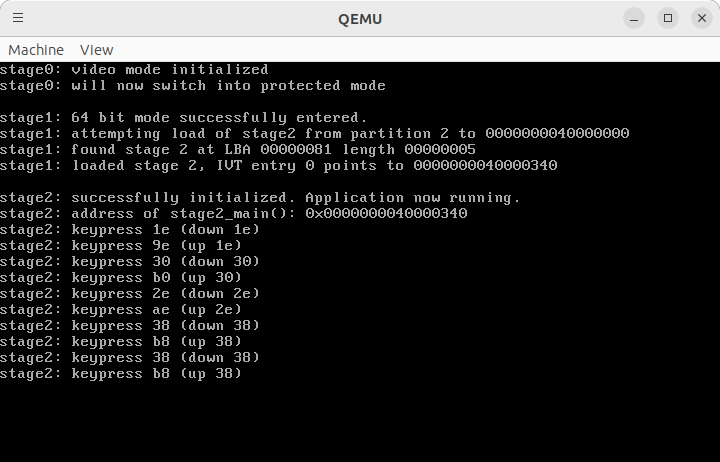 QEMU
Machine View
stage0: video mode initialized
stage0: will now switch into protected mode
stage1: 64 bit mode successfully entered.
stage1: attempting load of stage2 from partition 2 to 0000000040000000
stage1: found stage 2 at LBA 00000081 length 00000005
stage1: loaded stage 2, IVT entry 0 points to 0000000040000340
stage2: successfully initialized. Application now running.
stage2: address of stage2_main(): 0x0000000040000340
stage2: keypress 1e (down 1e)
stage2: keypress 9e (up 1e)
stage2: keypress 30 (down 30)
stage2: keypress b0 (up 30)
stage2: keypress 2e (down 2e)
stage2: keypress ae (up 2e)
stage2: keypress 38 (down 38)
stage2: keypress b8 (up 38)
stage2: keypress 38 (down 38)
stage2: keypress b8 (up 38)